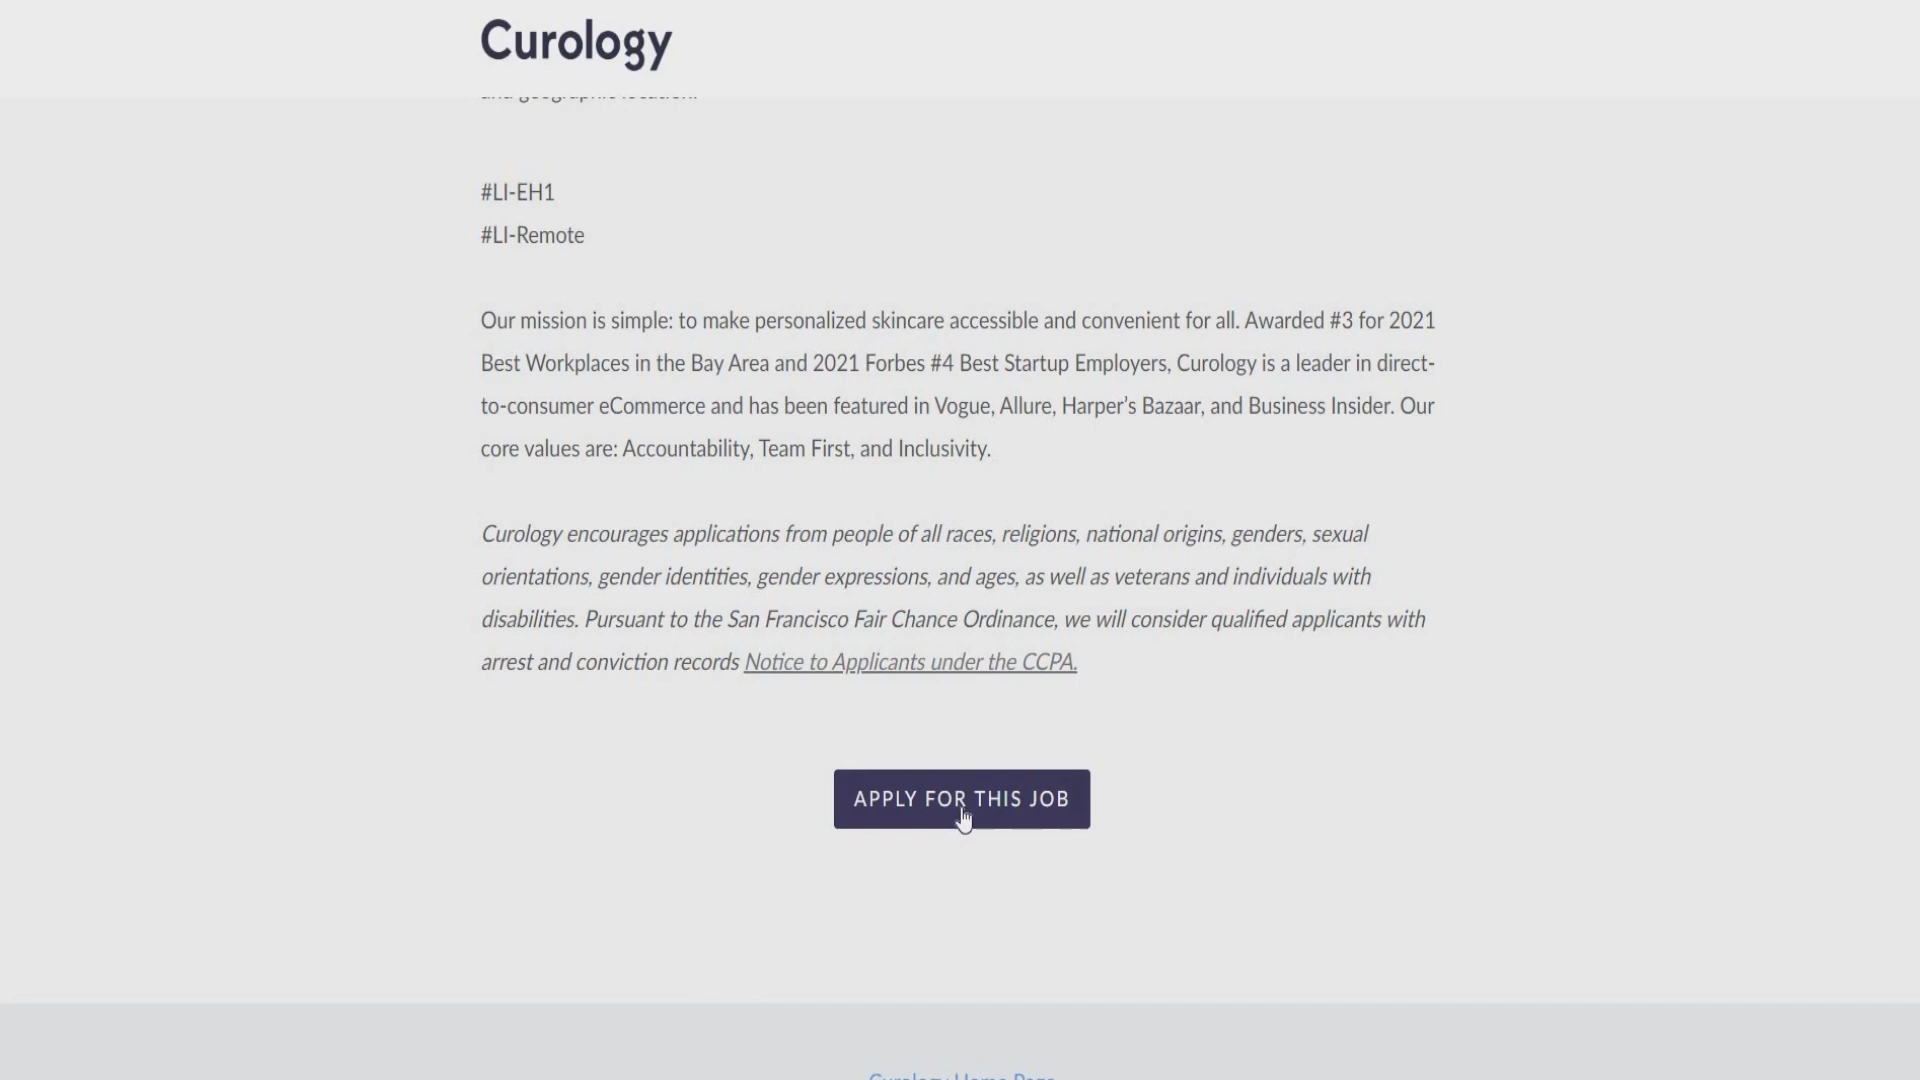 Curology
and geographic location.
#LI-EH1
#LI-Remote
Our mission is simple: to make personalized skincare accessible and convenient for all. Awarded #3 for 2021
Best Workplaces in the Bay Area and 2021 Forbes #4 Best Startup Employers, Curology is a leader in direct-
to-consumer eCommerce and has been featured in Vogue, Allure, Harper’s Bazaar, and Business Insider. Our
core values are: Accountability, Team First, and Inclusivity.
Curology encourages applications from people of all races, religions, national origins, genders, sexual
orientations, gender identities, gender expressions, and ages, as well as veterans and individuals with
disabilities. Pursuant to the San Francisco Fair Chance Ordinance, we will consider qualified applicants with
arrest and conviction records Notice to Applicants under the CCPA.
APPLY FOR THIS JOB
Curology Home Page